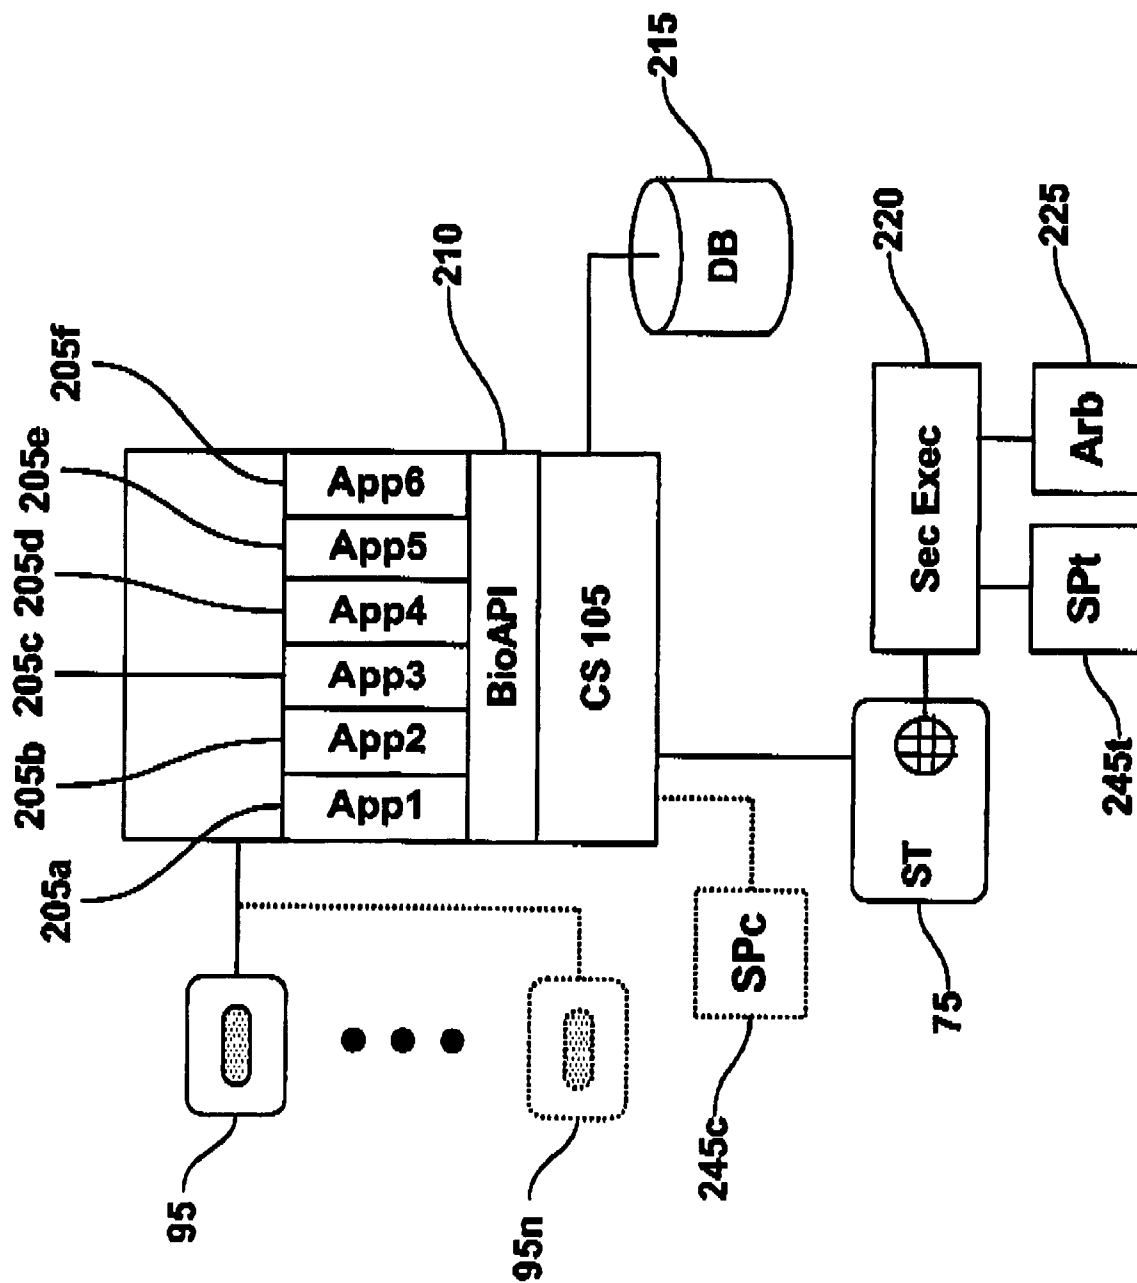 205a
205b
205c
205d
205e
205f
App1
App2
App3
App4
App5
App6
BioAPI
210
CS 105
DB
215
95
95n
SPc
245c
ST
75
Sec Exec
220
SPt
245t
Arb
225